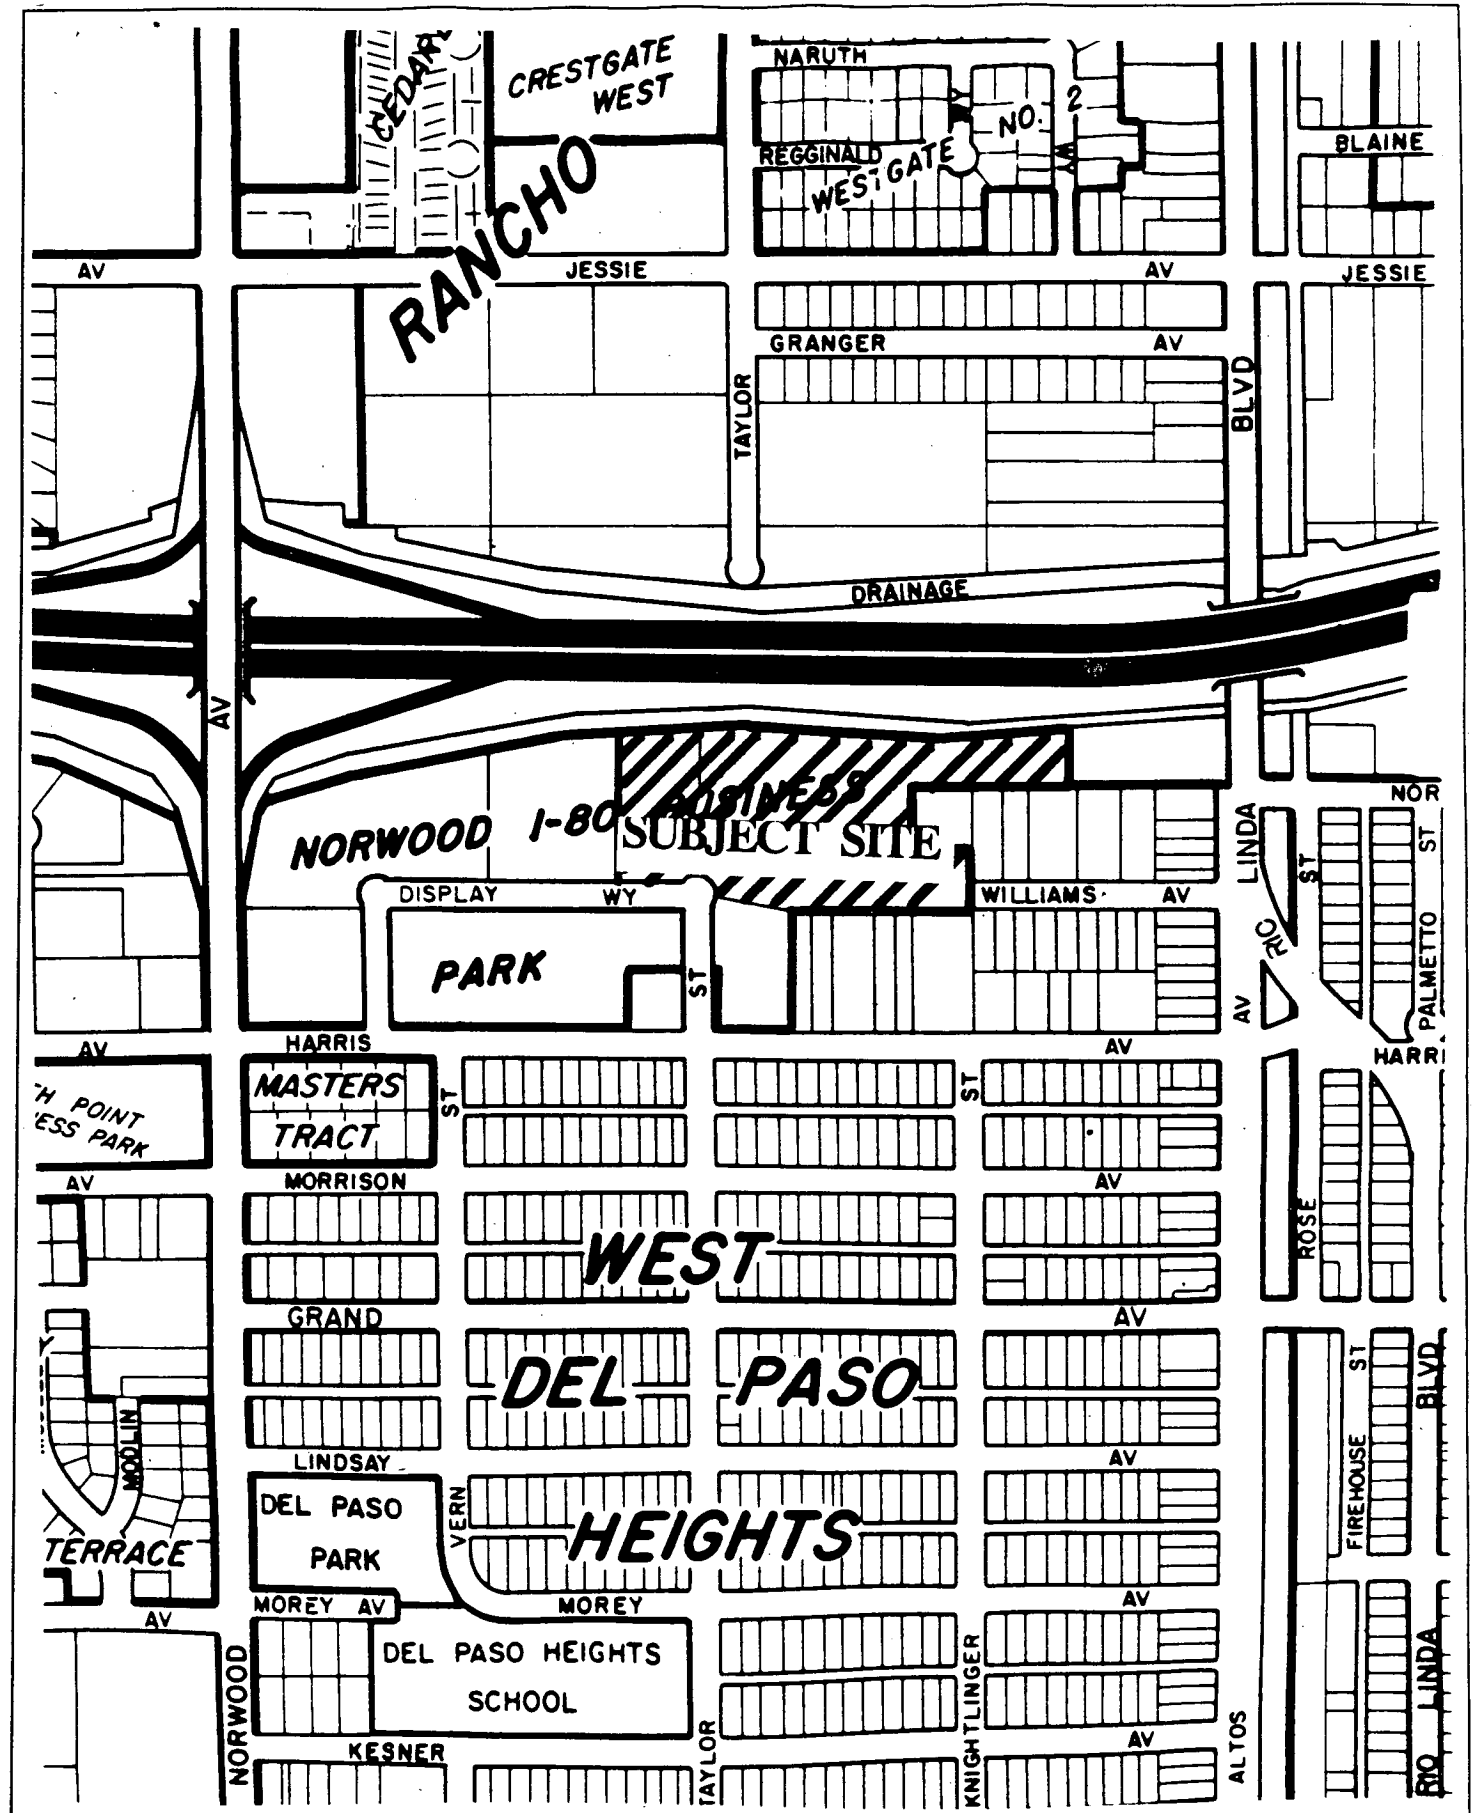 CEDAR
CRESTGATE
WEST
NARUTH
NO. 2
REGGINALD
WESTGATE
BLAINE
RANCHO
AV
JESSIE
AV
JESSIE
GRANGER
AV
TAYLOR
BLVD
DRAINAGE
AV
NORWOOD I-80 BUSINESS
SUBJECT SITE
NOR
LINDA
ST
ST
DISPLAY WY
WILLIAMS AV
PARK
ST
RIO
PALMETTO
AV
AV
HARRIS
AV
HARRI
MASTERS
TRACT
ST
ST
TH POINT
ESS PARK
AV
MORRISON
AV
ROSE
WEST
GRAND
AV
DEL PASO
ST
BLVD
MODLIN
LINDSAY
AV
FIREHOUSE
DEL PASO
PARK
VERN
HEIGHTS
TERRACE
AV
MOREY AV
MOREY
AV
DEL PASO HEIGHTS
SCHOOL
NORWOOD
KESNER
TAYLOR
KNIGHTLINGER
AV
ALTOS
RIO LINDA